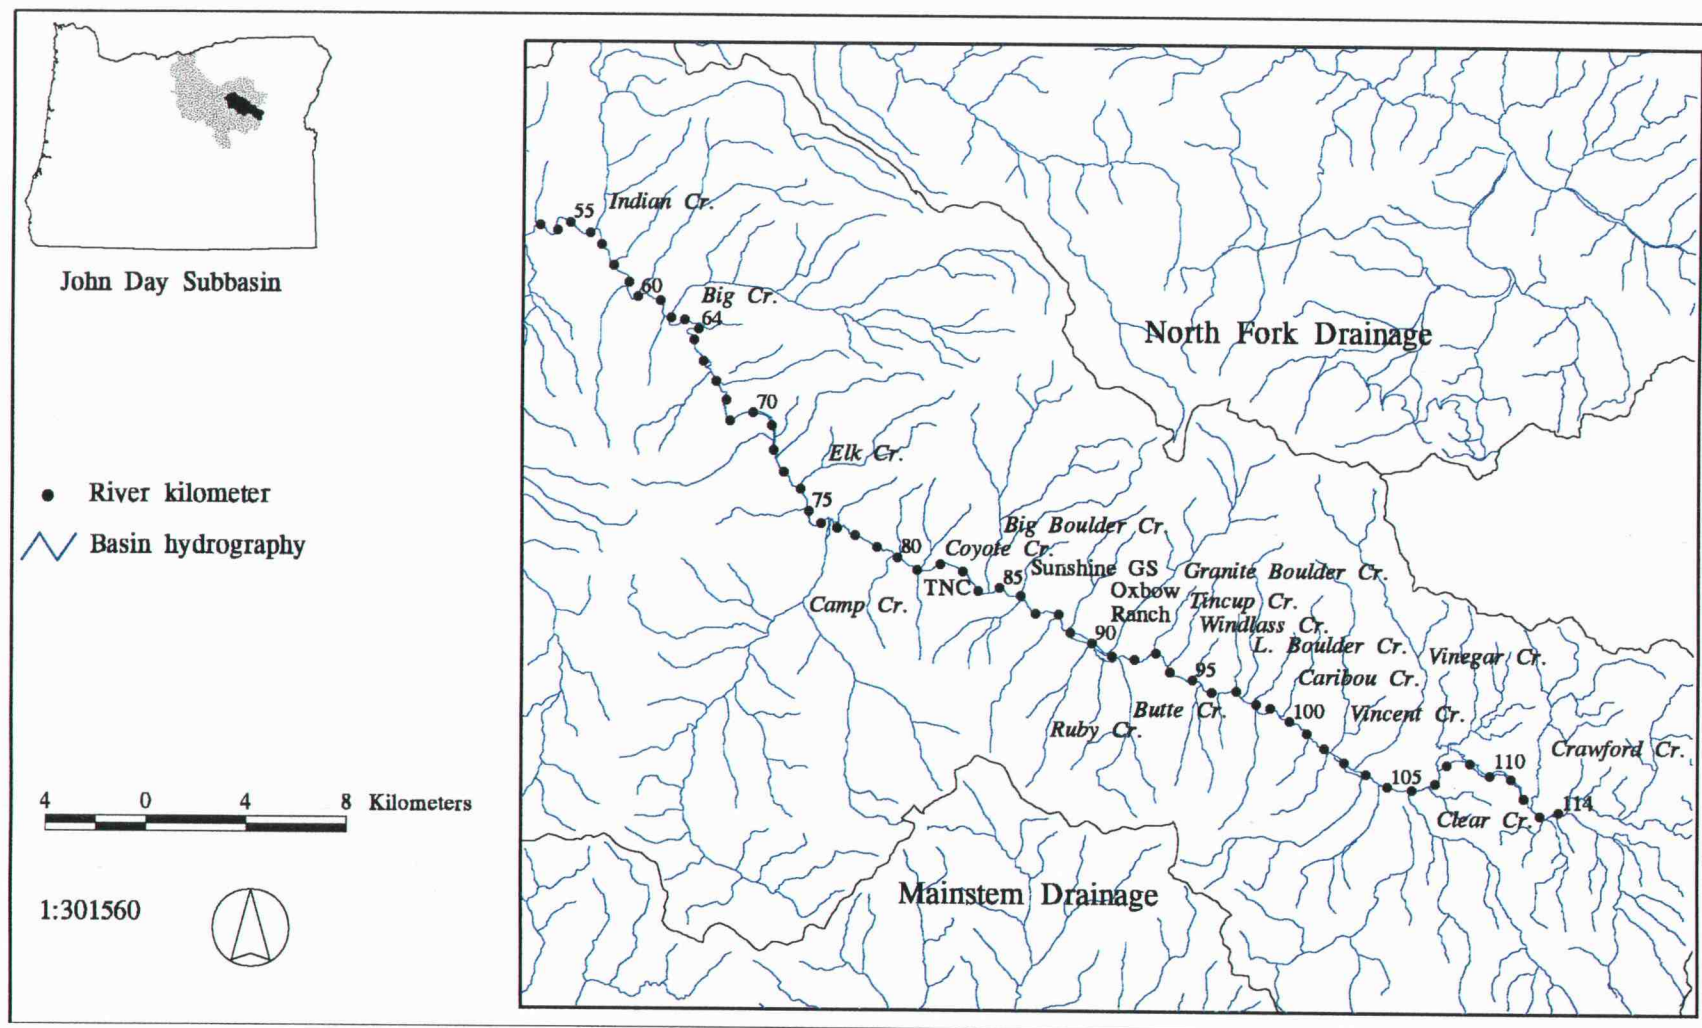 John Day Subbasin
River kilometer
Basin hydrography
4 0 4 8 Kilometers
1:301560
55
Indian Cr.
60
Big Cr.
64
North Fork Drainage
70
Elk Cr.
75
Big Boulder Cr.
80
Coyote Cr.
TNC
85
Sunshine GS
Camp Cr.
Oxbow
Ranch
Granite Boulder Cr.
Tincup Cr.
Windlass Cr.
90
L. Boulder Cr.
Vinegar Cr.
95
Caribou Cr.
Butte Cr.
Ruby Cr.
100
Vincent Cr.
Crawford Cr.
105
110
114
Clear Cr.
Mainstem Drainage